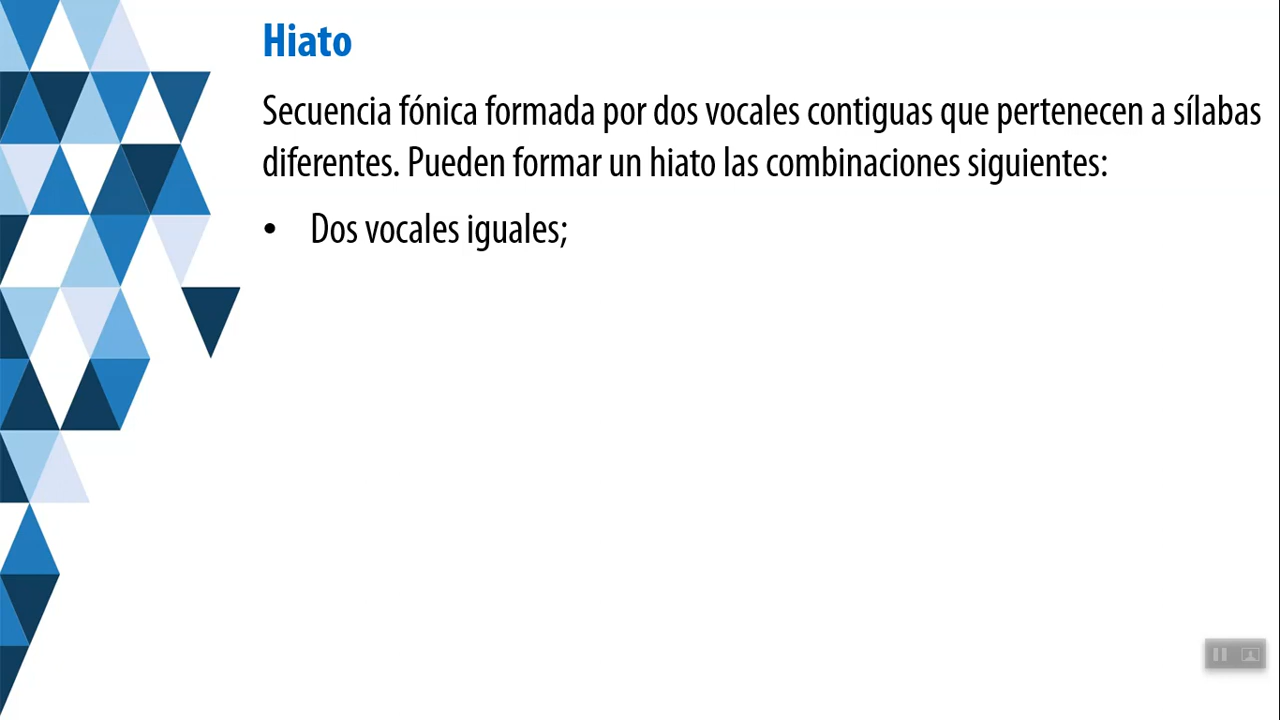 Hiato
Secuencia fónica formada por dos vocales contiguas que pertenecen a sílabas
diferentes. Pueden formar un hiato las combinaciones siguientes:
• Dos vocales iguales;